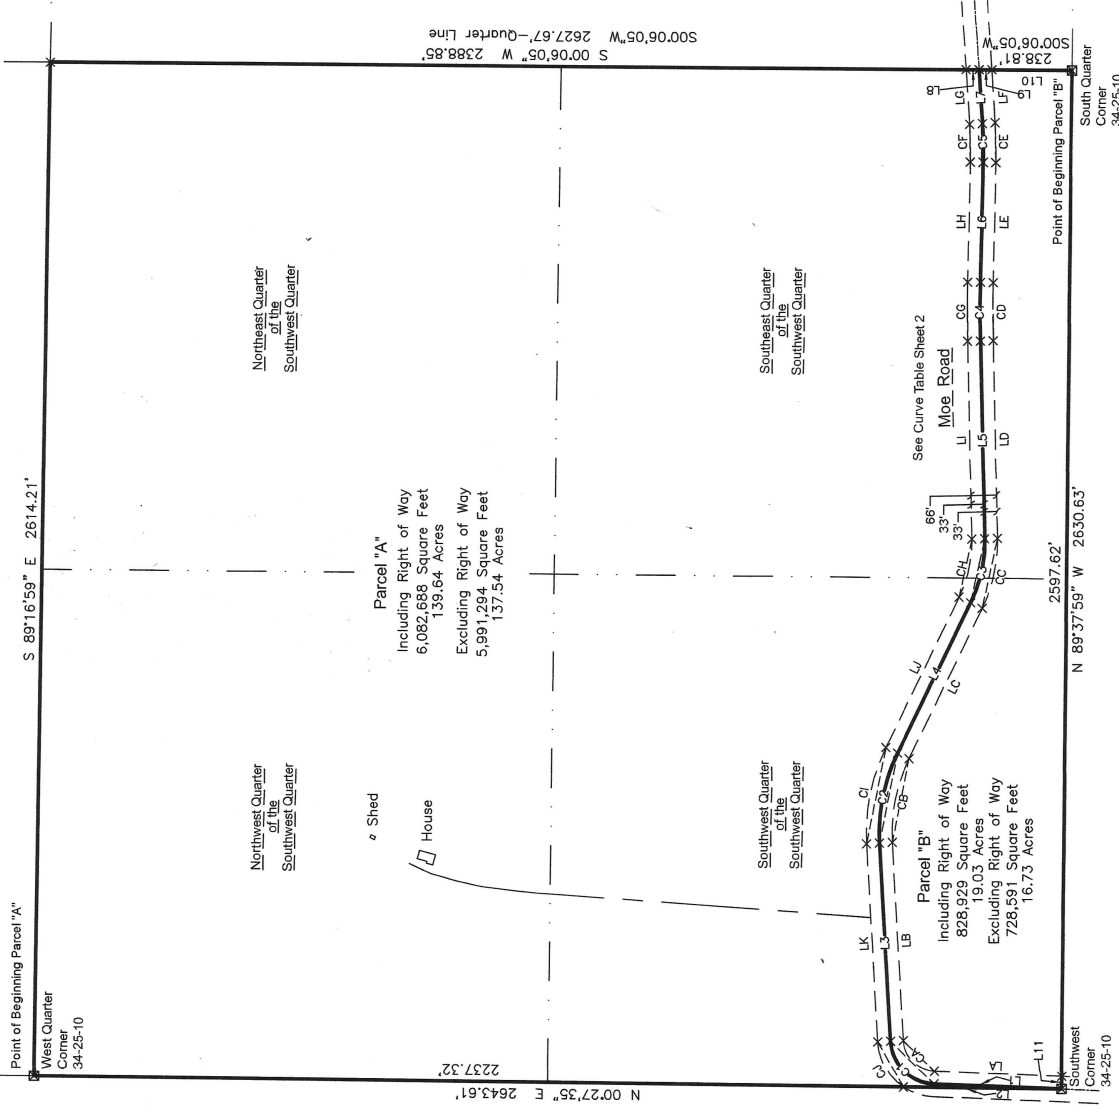 Point of Beginning Parcel "A"
West Quarter
Corner
34-25-10
S 89°16'59" E 2614.21'
S 00°06'05" W 2388.85'
S00°06'05"W 2627.67'-Quarter Line
S00°06'05"W
238.81'
L10
Northwest Quarter
of the
Southwest Quarter
Northeast Quarter
of the
Southwest Quarter
Shed
House
Parcel "A"
Including Right of Way
6,082,688 Square Feet
139.64 Acres
Excluding Right of Way
5,991,294 Square Feet
137.54 Acres
Southwest Quarter
of the
Southwest Quarter
Southeast Quarter
of the
Southwest Quarter
See Curve Table Sheet 2
Moe Road
66'
33'
33'
L8
L9
LG
L7
LF
CF
C5
CE
LH
L6
LE
CG
C4
CD
LI
L5
LD
CH
C3
CC
LJ
L4
LC
CI
C2
CB
LK
L3
LB
CJ
C1
CA
LA
L1
L2
L11
Parcel "B"
Including Right of Way
828,929 Square Feet
19.03 Acres
Excluding Right of Way
728,591 Square Feet
16.73 Acres
2237.32'
N 00°27'35" E 2643.61'
2597.62'
N 89°37'59" W 2630.63'
Point of Beginning Parcel "B"
South Quarter
Corner
34-25-10
Southwest
Corner
34-25-10